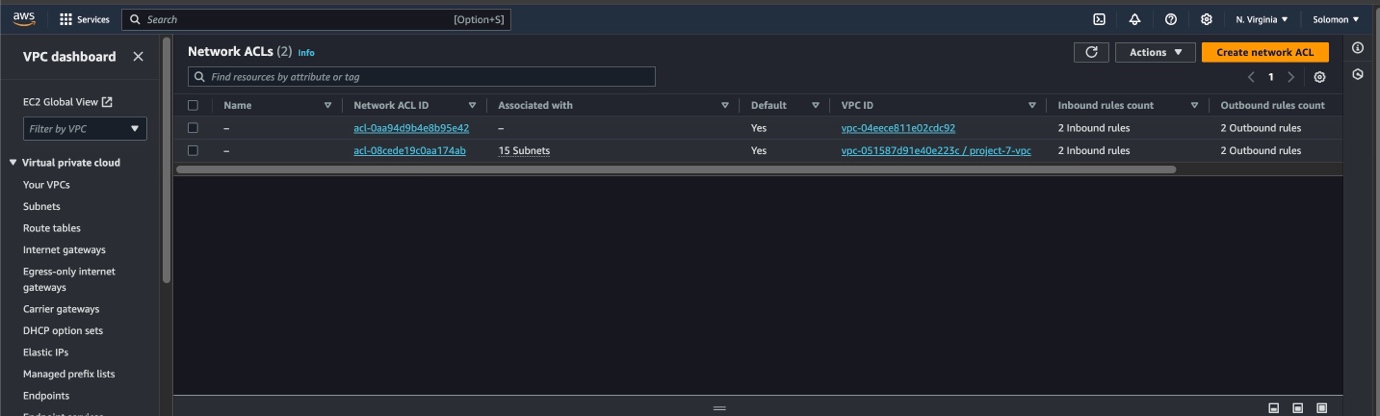 aws Services Search [Option+S] N. Virginia Solomon
VPC dashboard
EC2 Global View
Filter by VPC
Virtual private cloud
Your VPCs
Subnets
Route tables
Internet gateways
Egress-only internet
gateways
Carrier gateways
DHCP option sets
Elastic IPs
Managed prefix lists
Endpoints
Network ACLs (2) Info
Actions
Create network ACL
Find resources by attribute or tag
1
Name Network ACL ID Associated with Default VPC ID Inbound rules count Outbound rules count
– acl-0aa94d9b4e8b95e42 – Yes vpc-04eece811e02cdc92 2 Inbound rules 2 Outbound rules
– acl-08cede19c0aa174ab 15 Subnets Yes vpc-051587d91e40e223c / project-7-vpc 2 Inbound rules 2 Outbound rules